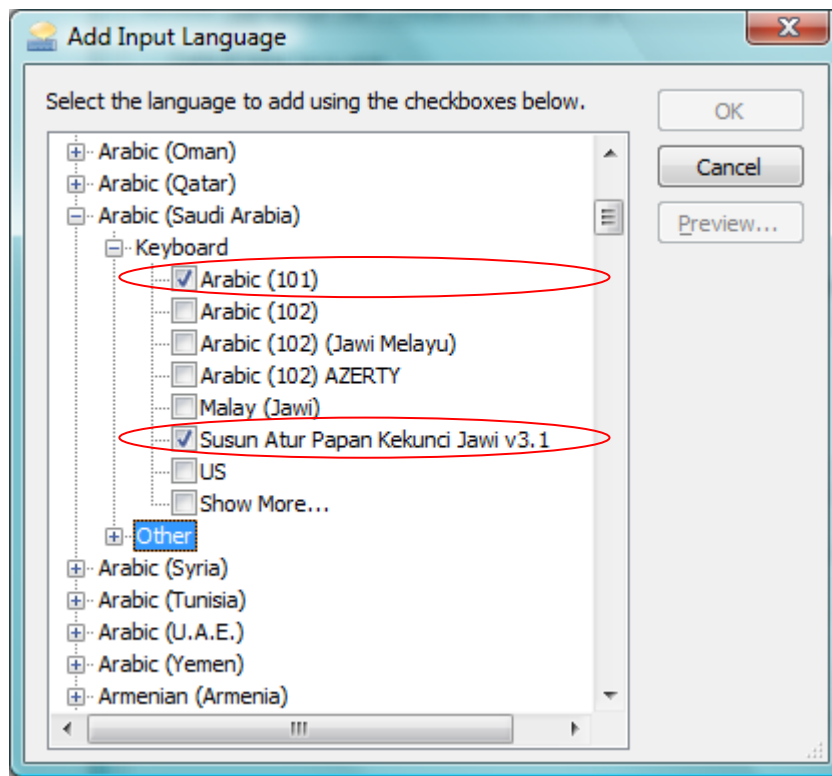 Add Input Language
Select the language to add using the checkboxes below.
OK
Cancel
Preview...
Arabic (Oman)
Arabic (Qatar)
Arabic (Saudi Arabia)
Keyboard
Arabic (101)
Arabic (102)
Arabic (102) (Jawi Melayu)
Arabic (102) AZERTY
Malay (Jawi)
Susun Atur Papan Kekunci Jawi v3.1
US
Show More...
Other
Arabic (Syria)
Arabic (Tunisia)
Arabic (U.A.E.)
Arabic (Yemen)
Armenian (Armenia)